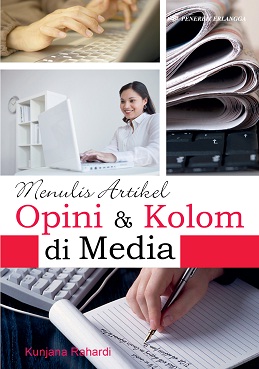 PENERBIT ERLANGGA
Menulis Artikel
Opini & Kolom
di Media
Kunjana Rahardi